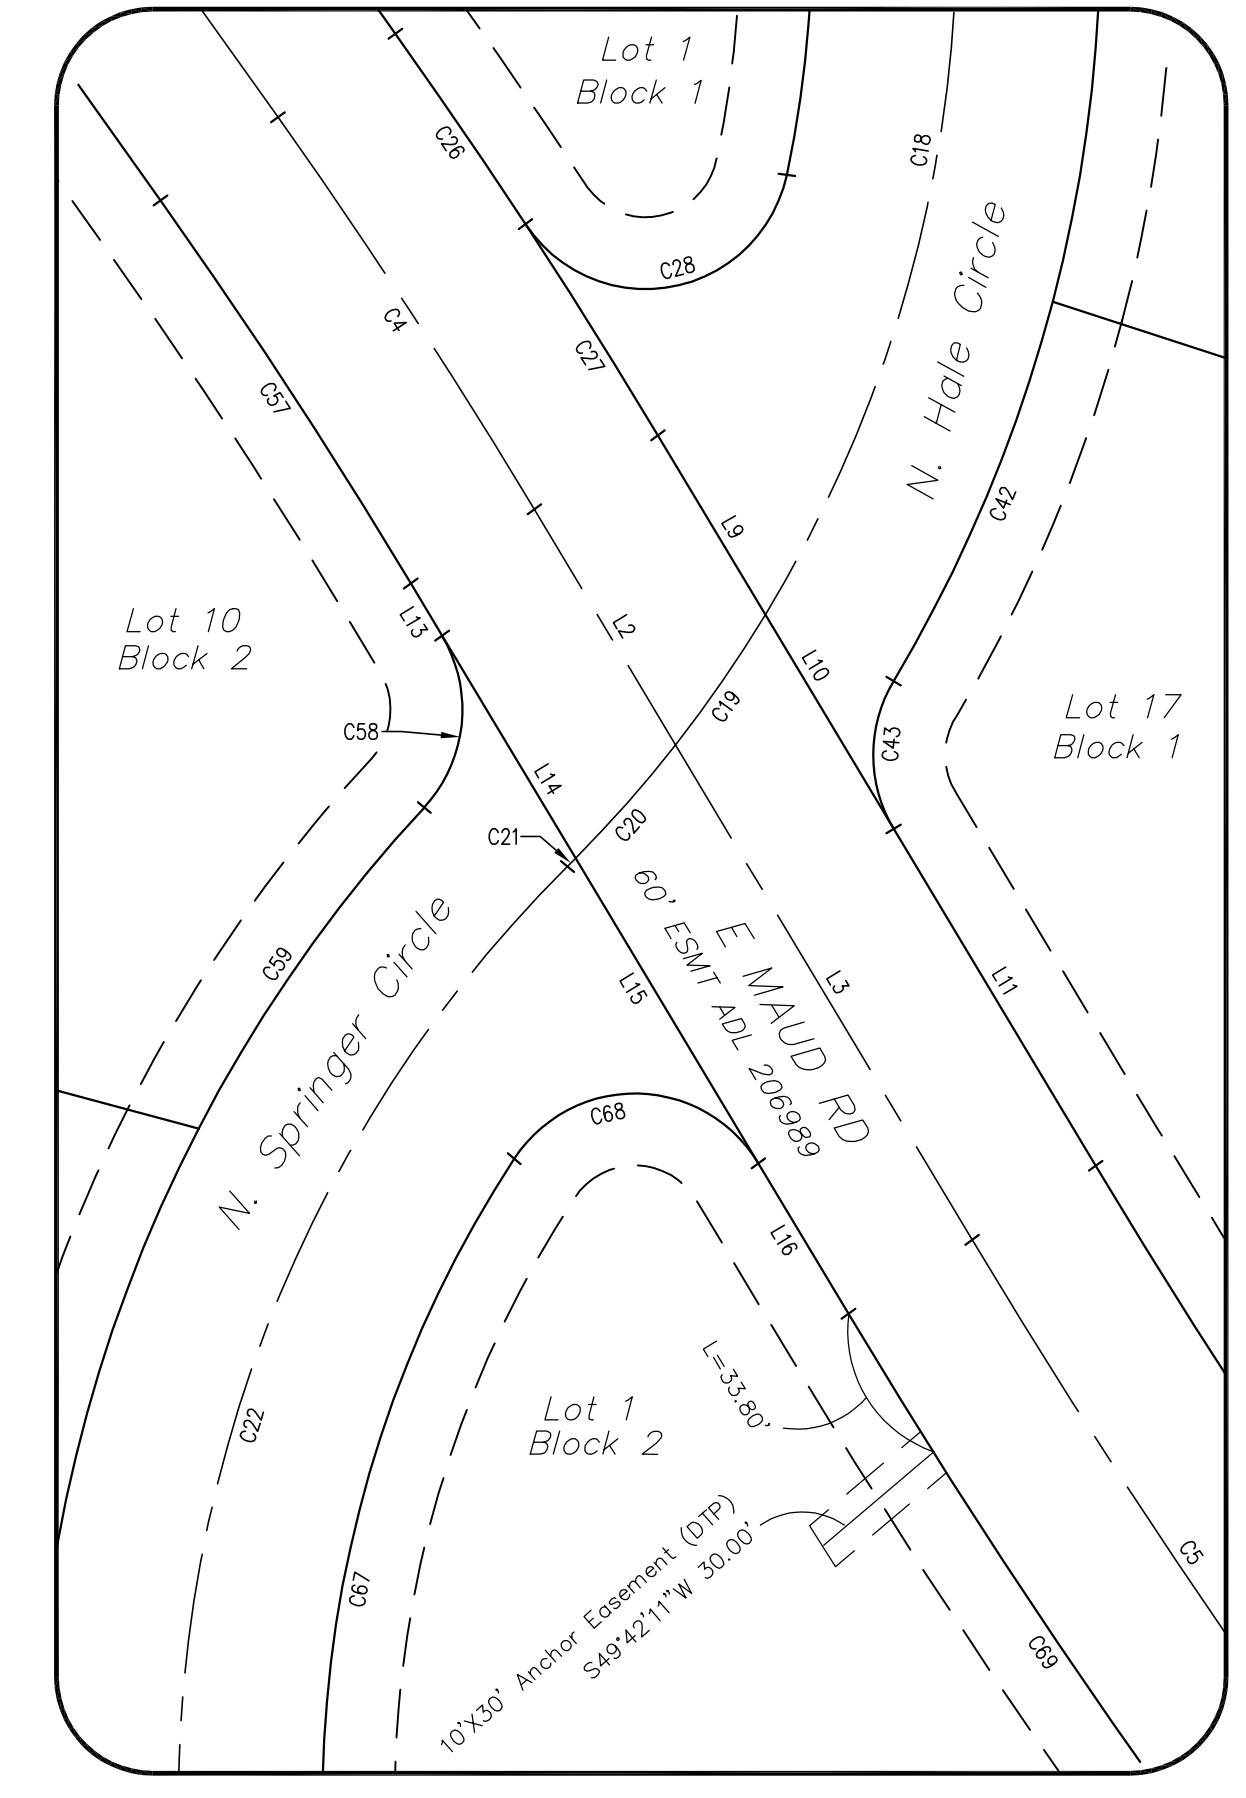 Lot 1
Block 1
C26
C18
C28
N. Hale Circle
C4
C27
C57
C42
L9
L13
L2
Lot 10
Block 2
L10
C19
Lot 17
Block 1
C58
C43
L14
C21
C20
60' ESMT ADL 206989
E MAUD RD
L3
L11
L15
C59
N. Springer Circle
C68
L16
L=33.80'
Lot 1
Block 2
C22
10'X30' Anchor Easement (DTP)
S49°42'11"W 30.00'
C5
C67
C69